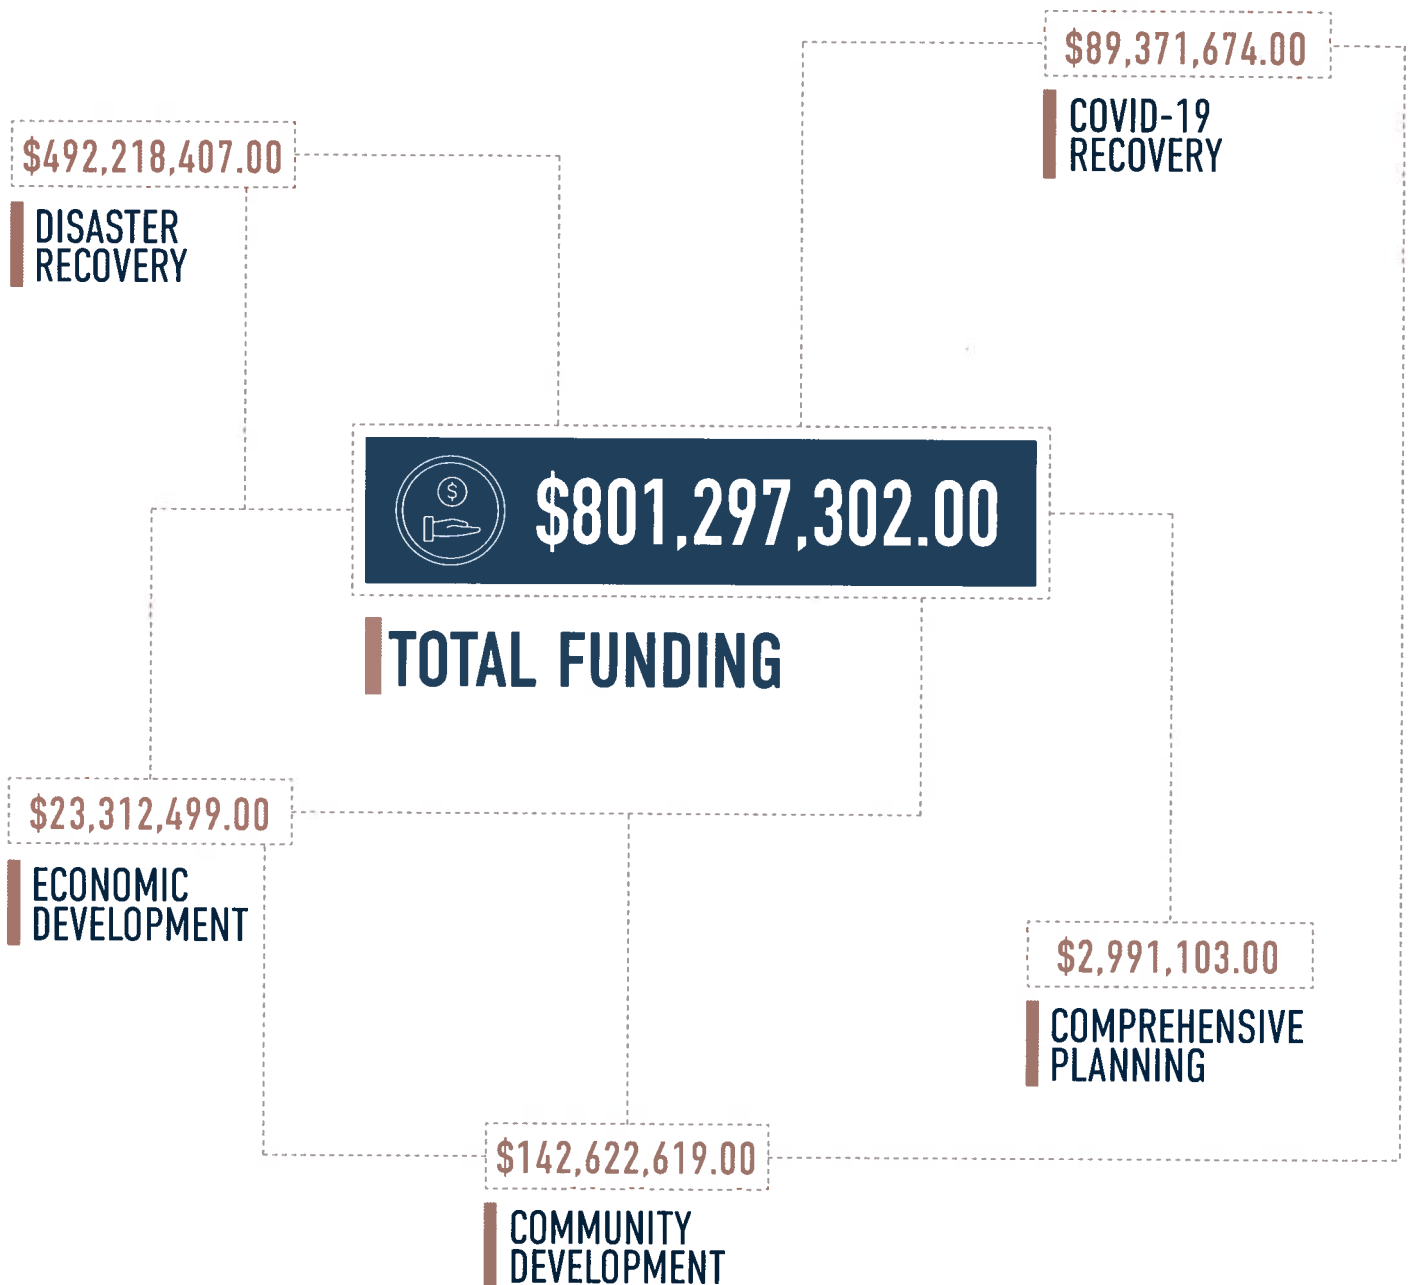 $89,371,674.00
COVID-19
RECOVERY
$492,218,407.00
DISASTER
RECOVERY
$
$801,297,302.00
TOTAL FUNDING
$23,312,499.00
ECONOMIC
DEVELOPMENT
$2,991,103.00
COMPREHENSIVE
PLANNING
$142,622,619.00
COMMUNITY
DEVELOPMENT